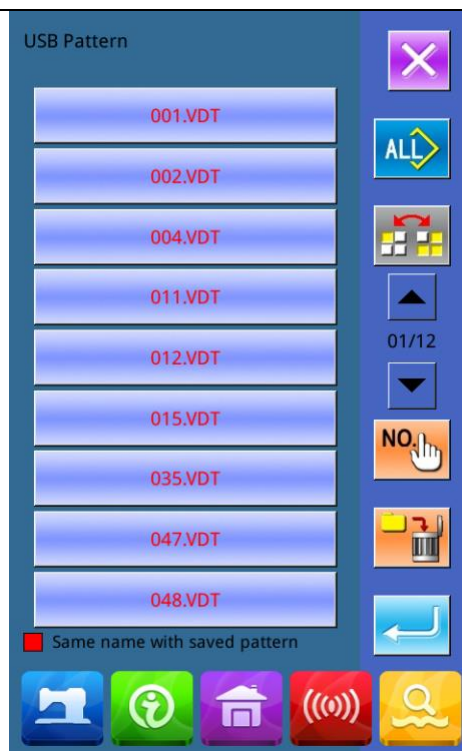 USB Pattern
001.VDT
ALL
002.VDT
004.VDT
011.VDT
01/12
012.VDT
015.VDT
NO.
035.VDT
047.VDT
048.VDT
Same name with saved pattern